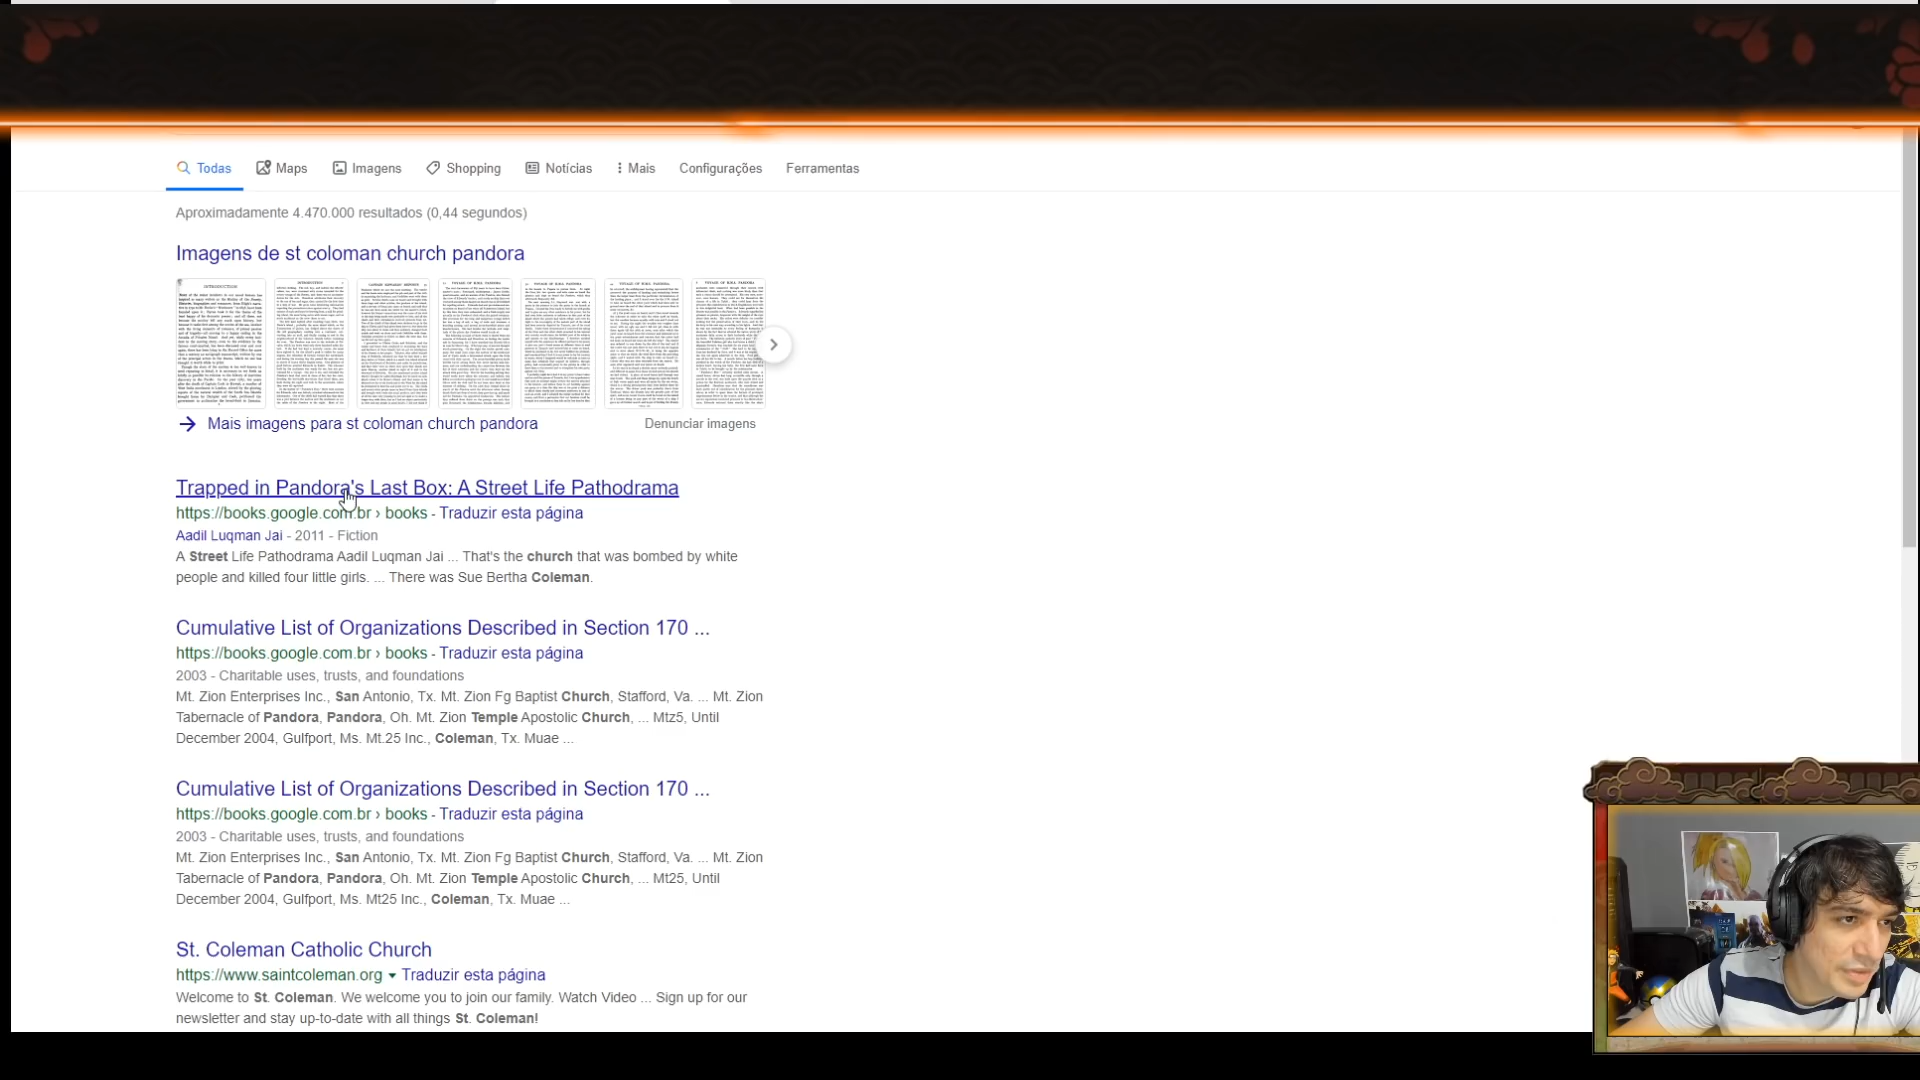 Todas Maps Imagens Shopping Notícias Mais Configurações Ferramentas
Aproximadamente 4.470.000 resultados (0,44 segundos)
Imagens de st coloman church pandora
Mais imagens para st coloman church pandora Denunciar imagens
Trapped in Pandora's Last Box: A Street Life Pathodrama
https://books.google.com.br › books - Traduzir esta página
Aadil Luqman Jai - 2011 - Fiction
A Street Life Pathodrama Aadil Luqman Jai ... That's the church that was bombed by white
people and killed four little girls. ... There was Sue Bertha Coleman.
Cumulative List of Organizations Described in Section 170 ...
https://books.google.com.br › books - Traduzir esta página
2003 - Charitable uses, trusts, and foundations
Mt. Zion Enterprises Inc., San Antonio, Tx. Mt. Zion Fg Baptist Church, Stafford, Va. ... Mt. Zion
Tabernacle of Pandora, Pandora, Oh. Mt. Zion Temple Apostolic Church, ... Mtz5, Until
December 2004, Gulfport, Ms. Mt.25 Inc., Coleman, Tx. Muae ...
Cumulative List of Organizations Described in Section 170 ...
https://books.google.com.br › books - Traduzir esta página
2003 - Charitable uses, trusts, and foundations
Mt. Zion Enterprises Inc., San Antonio, Tx. Mt. Zion Fg Baptist Church, Stafford, Va. ... Mt. Zion
Tabernacle of Pandora, Pandora, Oh. Mt. Zion Temple Apostolic Church, ... Mt25, Until
December 2004, Gulfport, Ms. Mt25 Inc., Coleman, Tx. Muae ...
St. Coleman Catholic Church
https://www.saintcoleman.org Traduzir esta página
Welcome to St. Coleman. We welcome you to join our family. Watch Video ... Sign up for our
newsletter and stay up-to-date with all things St. Coleman!